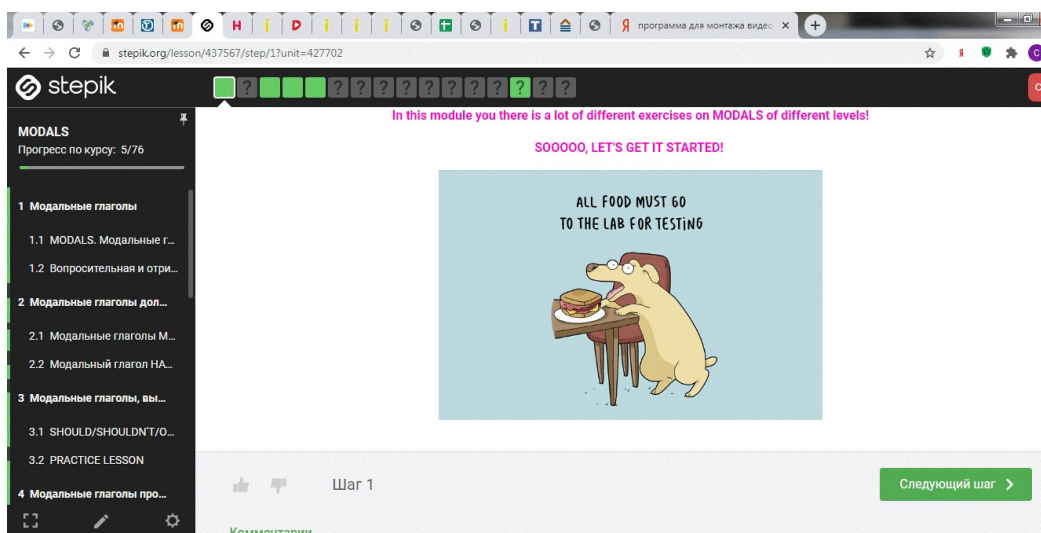 программа для монтажа видео
stepik.org/lesson/437567/step/1?unit=427702
stepik
MODALS
Прогресс по курсу: 5/76
1 Модальные глаголы
1.1 MODALS. Модальные г...
1.2 Вопросительная и отри...
2 Модальные глаголы дол...
2.1 Модальные глаголы М...
2.2 Модальный глагол НА...
3 Модальные глаголы, вы...
3.1 SHOULD/SHOULDN'T/O...
3.2 PRACTICE LESSON
4 Модальные глаголы про...
In this module you there is a lot of different exercises on MODALS of different levels!
SOOOOO, LET'S GET IT STARTED!
ALL FOOD MUST GO
TO THE LAB FOR TESTING
Шаг 1
Следующий шаг
Комментарии